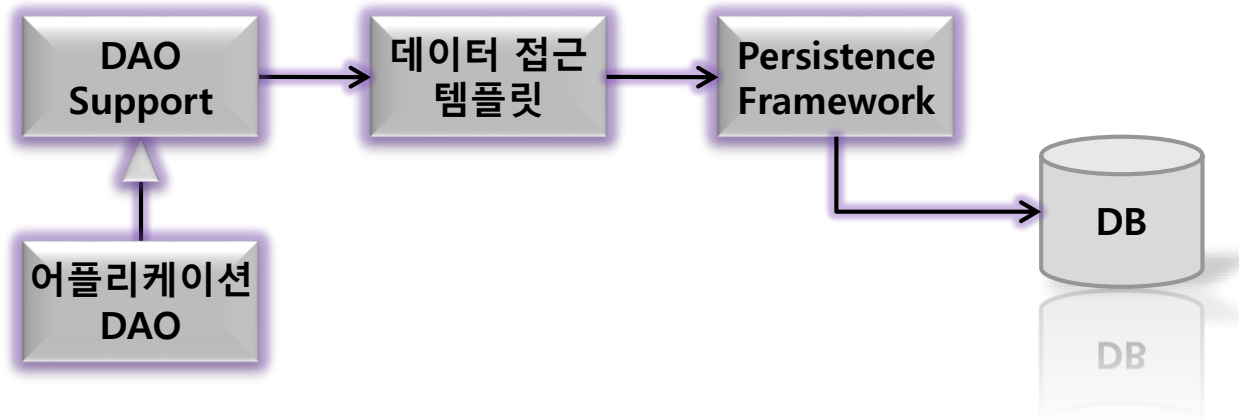 DAO
Support
데이터 접근
템플릿
Persistence
Framework
DB
어플리케이션
DAO
DB